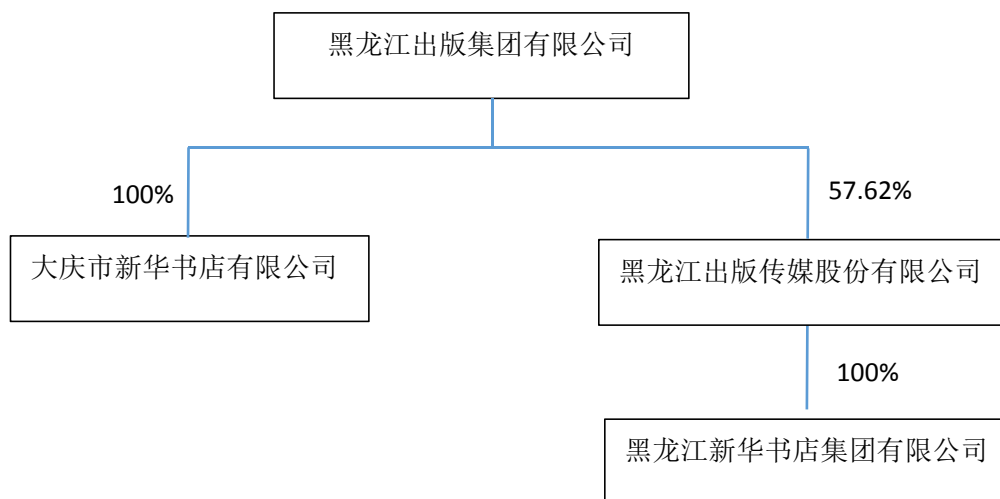 黑龙江出版集团有限公司
100%
57.62%
大庆市新华书店有限公司
黑龙江出版传媒股份有限公司
100%
黑龙江新华书店集团有限公司